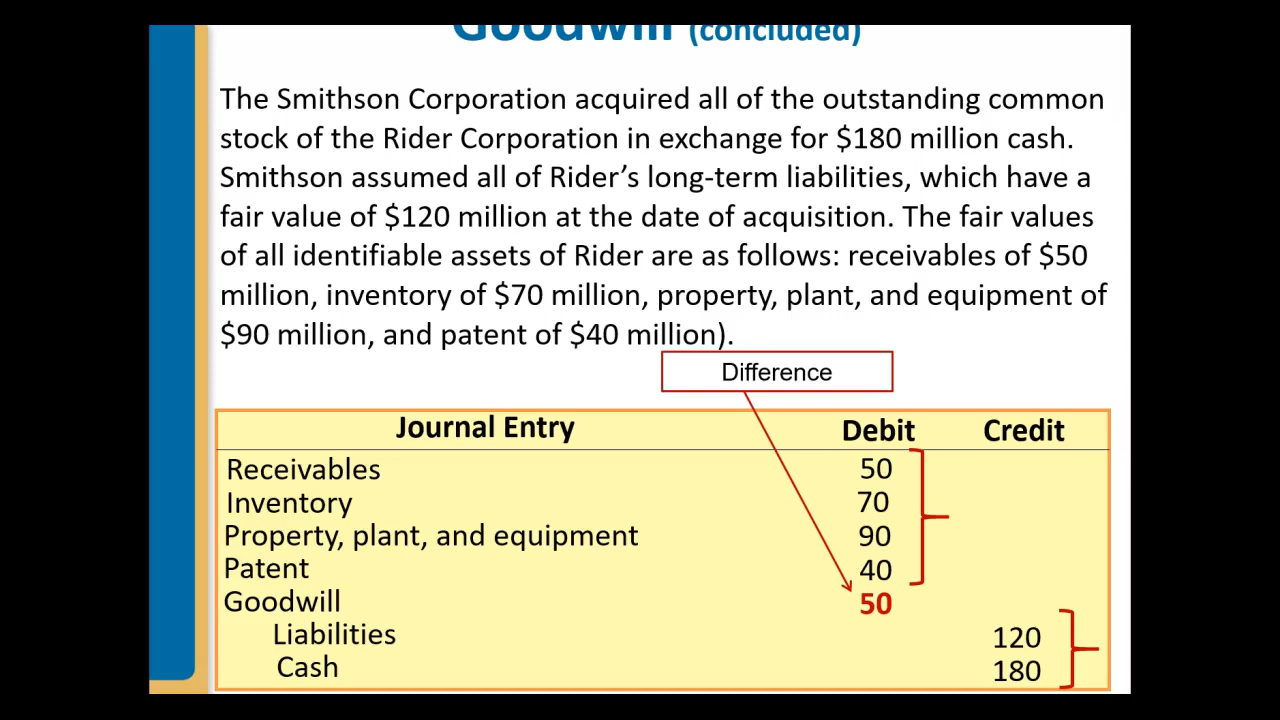 Goodwill (concluded)
The Smithson Corporation acquired all of the outstanding common
stock of the Rider Corporation in exchange for $180 million cash.
Smithson assumed all of Rider’s long-term liabilities, which have a
fair value of $120 million at the date of acquisition. The fair values
of all identifiable assets of Rider are as follows: receivables of $50
million, inventory of $70 million, property, plant, and equipment of
$90 million, and patent of $40 million).
Difference
Journal Entry Debit Credit
Receivables 50
Inventory 70
Property, plant, and equipment 90
Patent 40
Goodwill 50
Liabilities 120
Cash 180